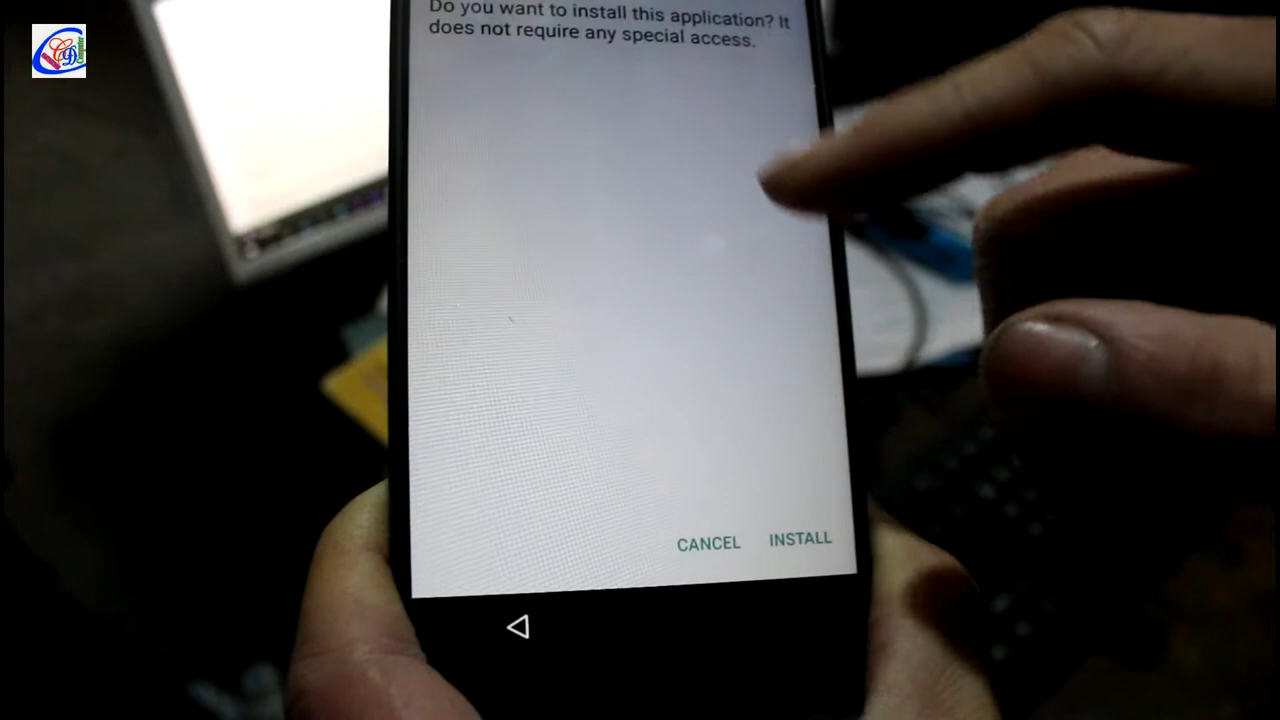 Do you want to install this application? It
does not require any special access.
CANCEL INSTALL